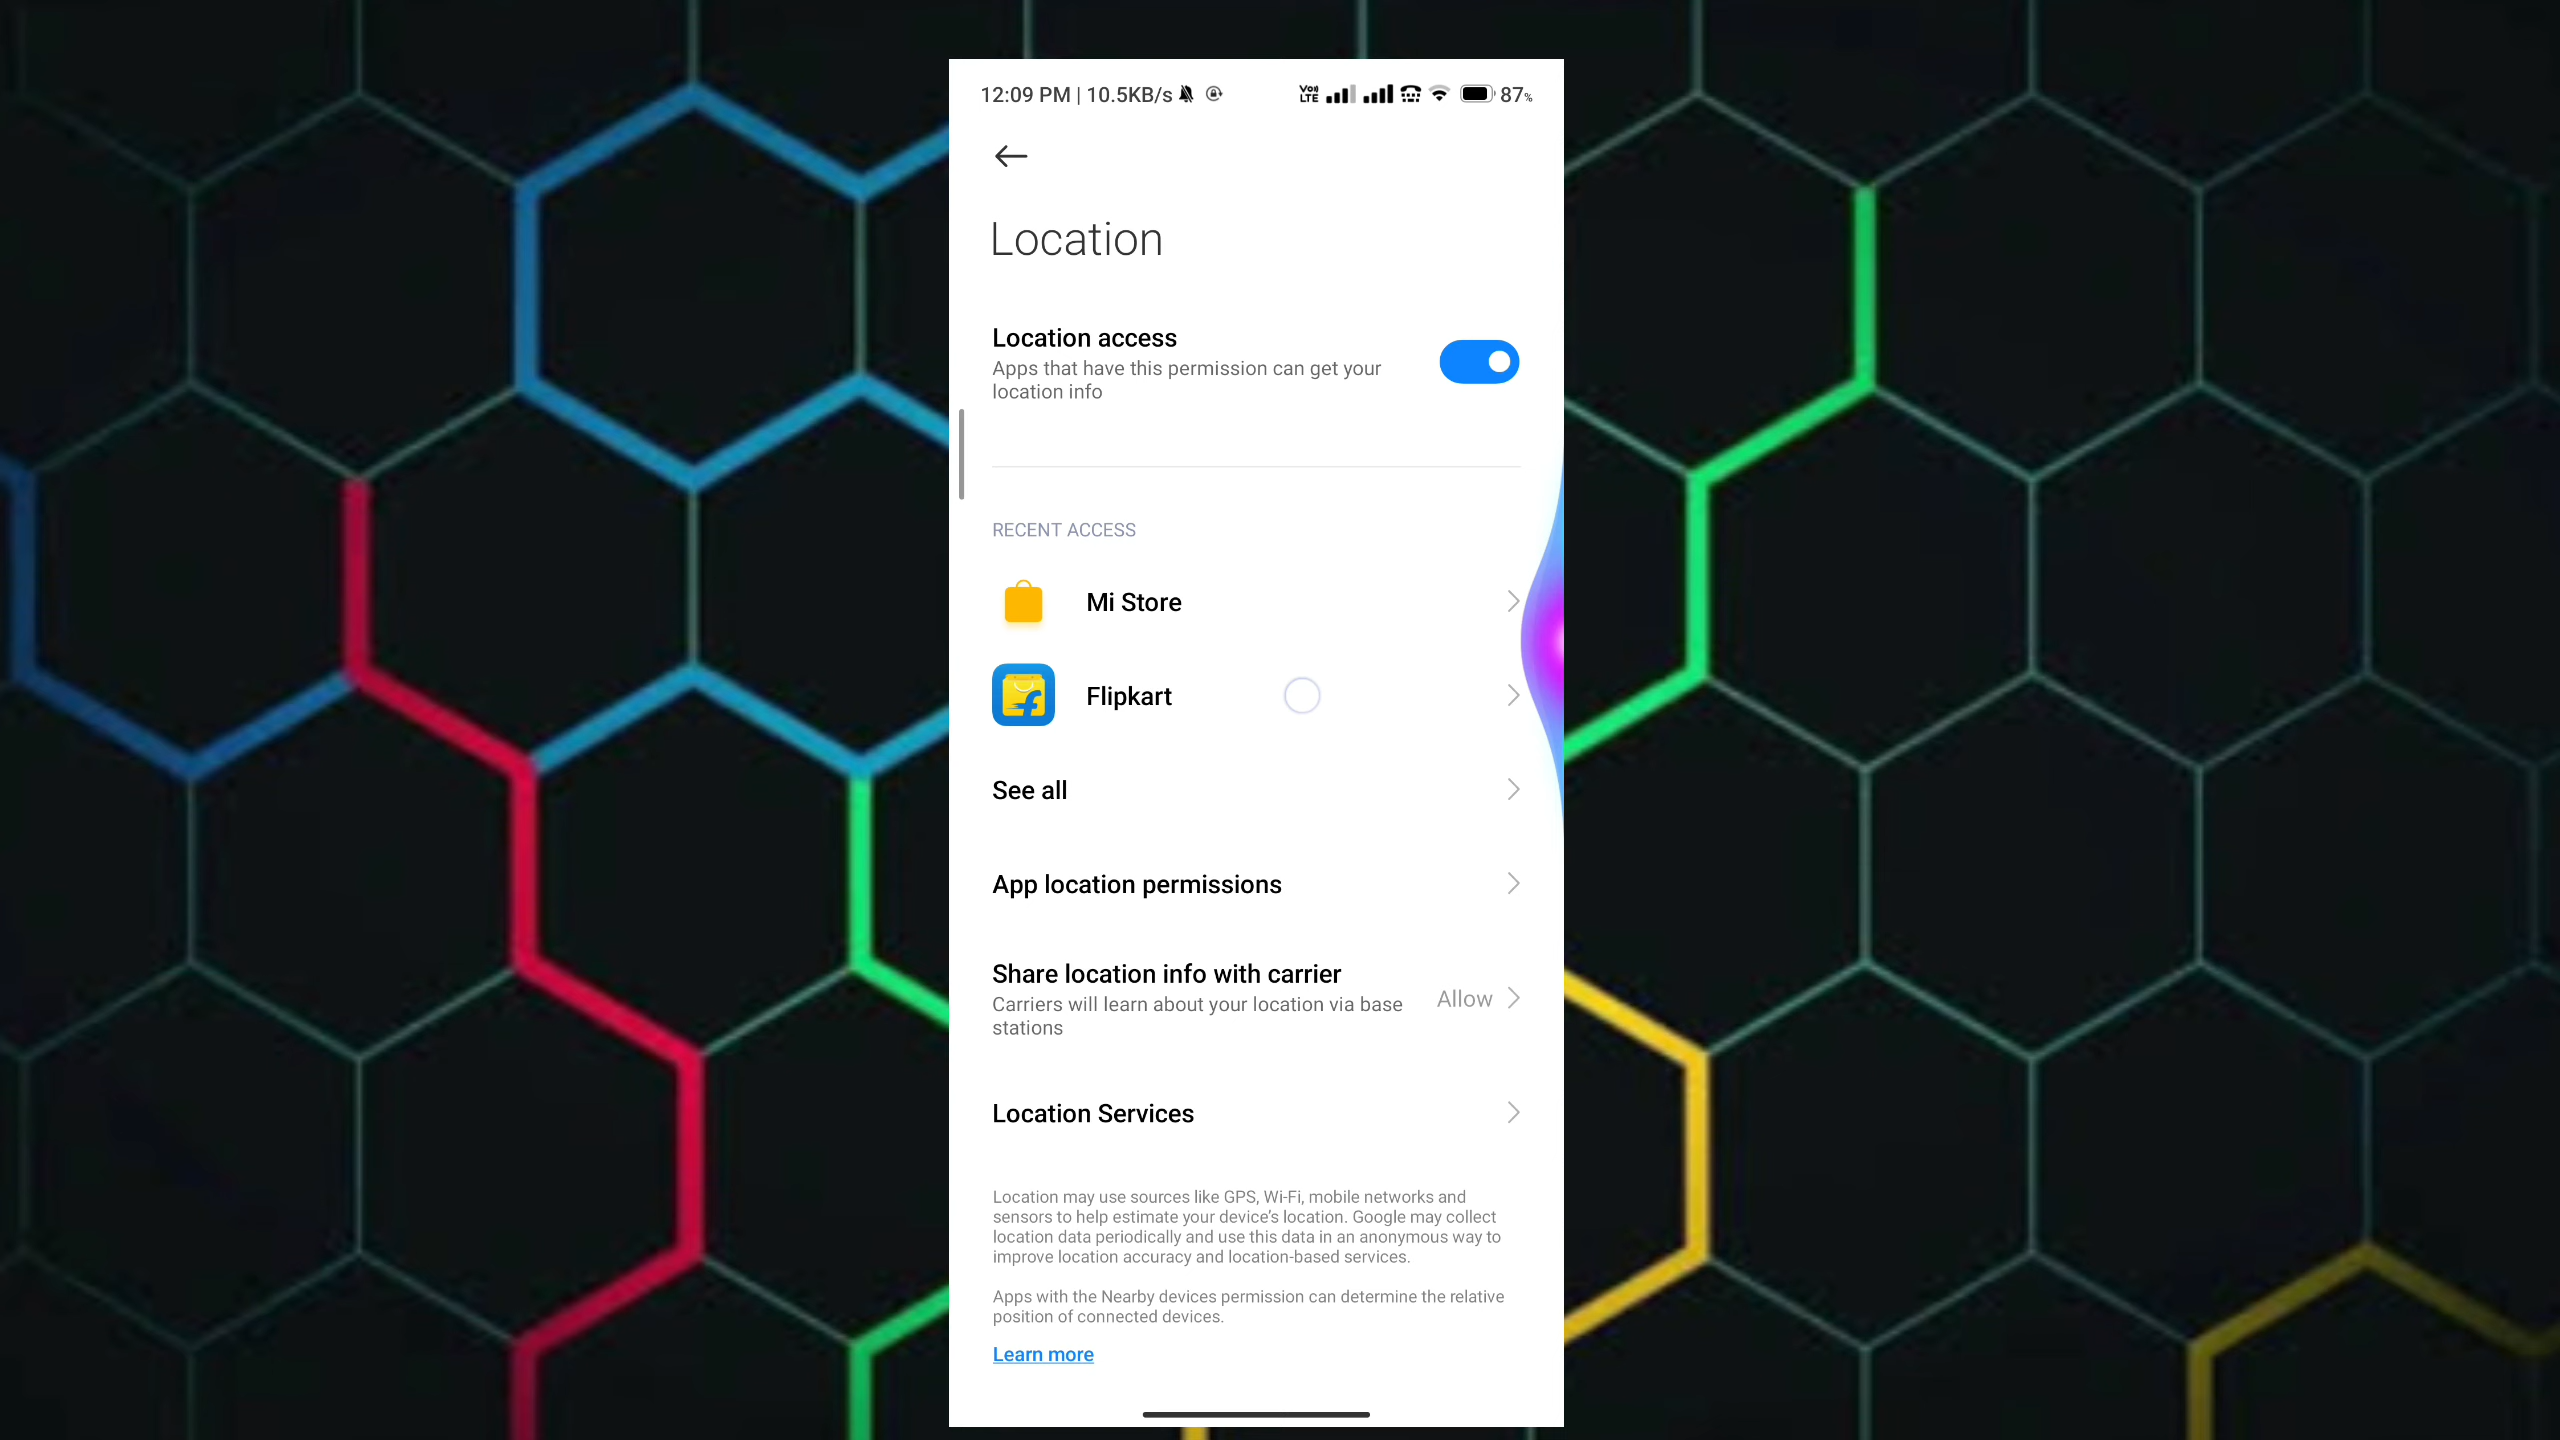 12:09 PM | 10.5KB/s Vo)) LTE 87%
Location
Location access
Apps that have this permission can get your
location info
RECENT ACCESS
Mi Store
Flipkart
See all
App location permissions
Share location info with carrier
Carriers will learn about your location via base
stations
Allow
Location Services
Location may use sources like GPS, Wi-Fi, mobile networks and
sensors to help estimate your device’s location. Google may collect
location data periodically and use this data in an anonymous way to
improve location accuracy and location-based services.
Apps with the Nearby devices permission can determine the relative
position of connected devices.
Learn more